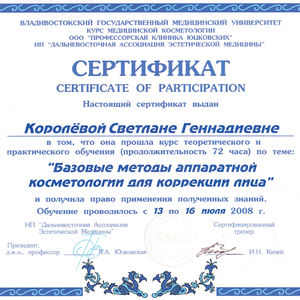 ВЛАДИВОСТОКСКИЙ ГОСУДАРСТВЕННЫЙ МЕДИЦИНСКИЙ УНИВЕРСИТЕТ
КУРС МЕДИЦИНСКОЙ КОСМЕТОЛОГИИ
ООО "ПРОФЕССОРСКАЯ КЛИНИКА ЮЦКОВСКИХ"
НП "ДАЛЬНЕВОСТОЧНАЯ АССОЦИАЦИЯ ЭСТЕТИЧЕСКОЙ МЕДИЦИНЫ"
СЕРТИФИКАТ
CERTIFICATE OF PARTICIPATION
Настоящий сертификат выдан
Королёвой Светлане Геннадиевне
в том, что она прошла курс теоретического и
практического обучения (продолжительность 72 часа) по теме:
"Базовые методы аппаратной
косметологии для коррекции лица"
и получила право применения полученных знаний.
Обучение проводилось с 13 по 16 июля 2008 г.
НП "Дальневосточная Ассоциация
Эстетической Медицины"
Сертифицированный
тренер
Президент,
д.м.н., профессор Я.А. Юцковская
И.Н. Кизей